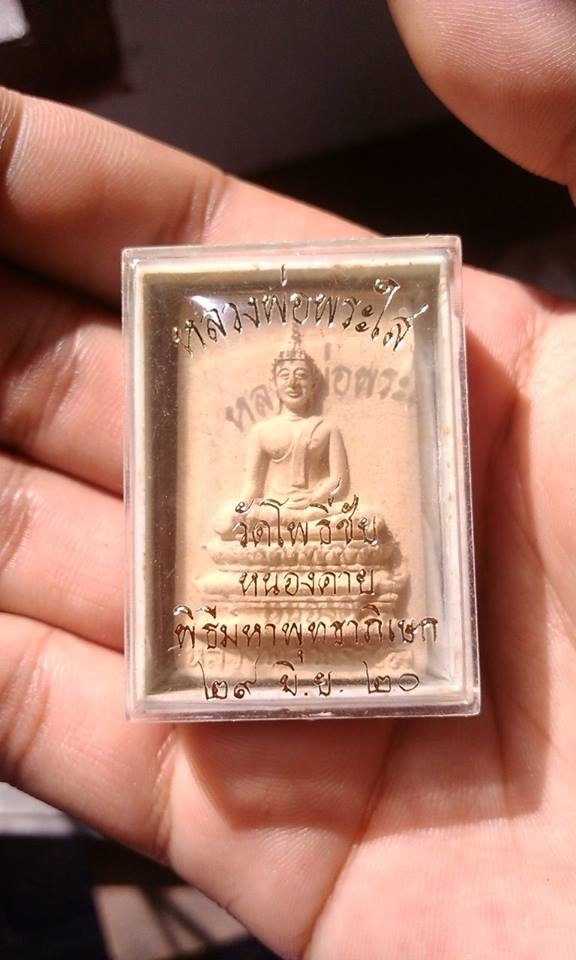 หลวงพ่อพระใส
วัดโพธิ์ชัย
หนองคาย
พิธีมหาพุทธาภิเษก
๒๙ มิ.ย. ๒๐